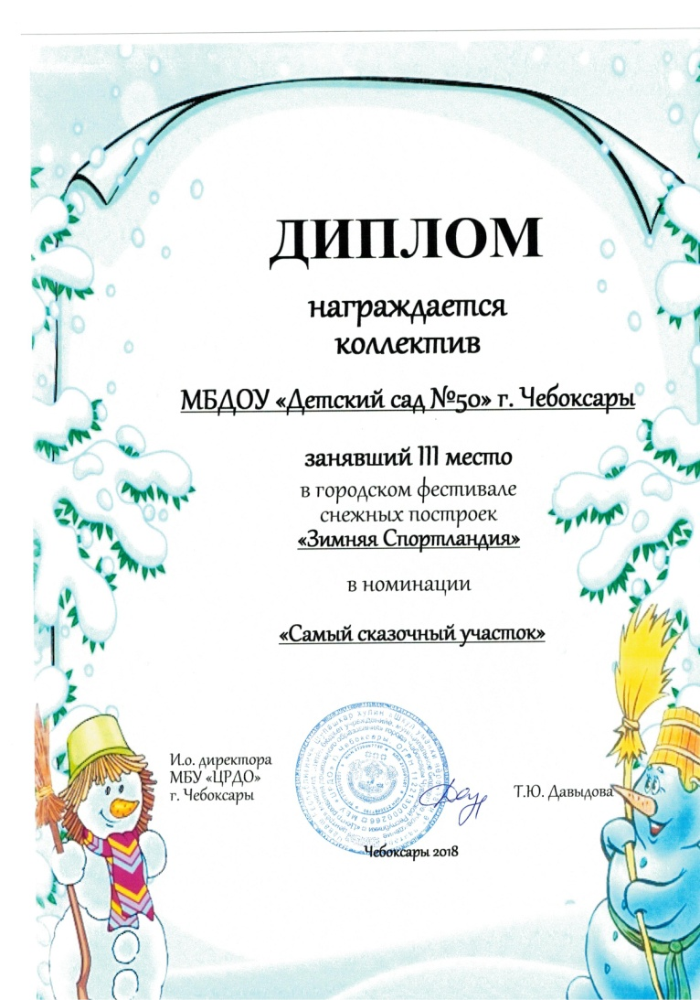 ДИПЛОМ
награждается
коллектив
МБДОУ «Детский сад №50» г. Чебоксары
занявший III место
в городском фестивале
снежных построек
«Зимняя Спортландия»
в номинации
«Самый сказочный участок»
И.о. директора
МБУ «ЦРДО»
г. Чебоксары
Т.Ю. Давыдова
Чебоксары 2018